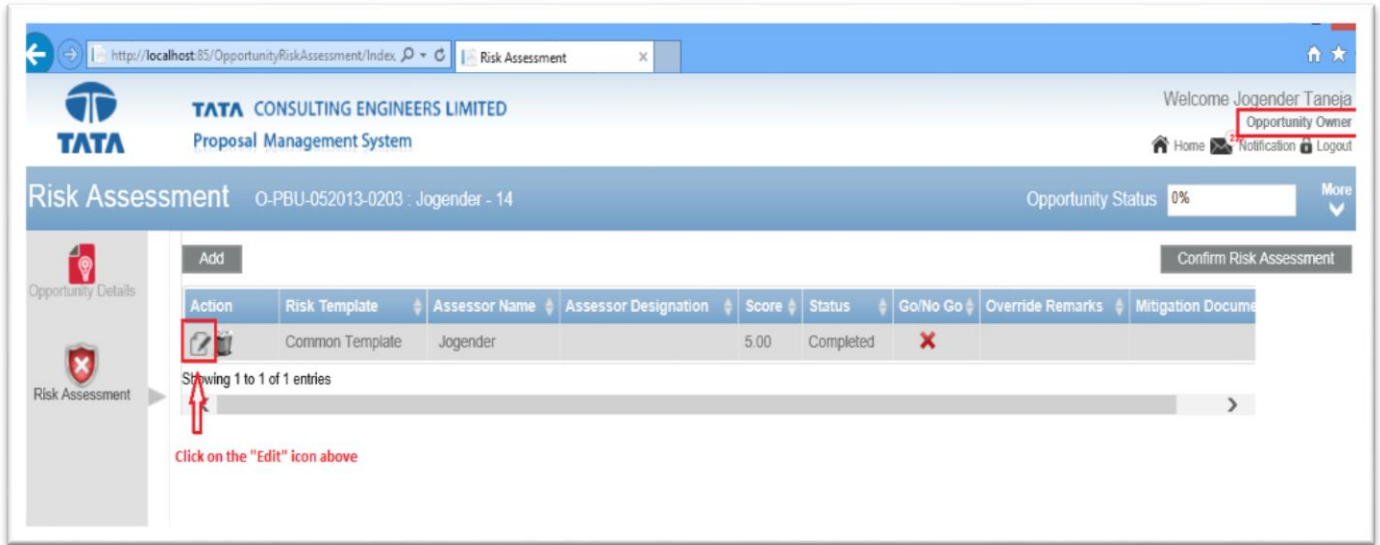 http://localhost:85/OpportunityRiskAssessment/Index
Risk Assessment
TATA
TATA CONSULTING ENGINEERS LIMITED
Proposal Management System
Welcome Jogender Taneja
Opportunity Owner
Home Notification Logout
Risk Assessment O-PBU-052013-0203 : Jogender - 14 Opportunity Status 0% More
Opportunity Details
Risk Assessment
Add Confirm Risk Assessment
Action Risk Template Assessor Name Assessor Designation Score Status Go/No Go Override Remarks Mitigation Docume
Common Template Jogender 5.00 Completed
Showing 1 to 1 of 1 entries
Click on the "Edit" icon above